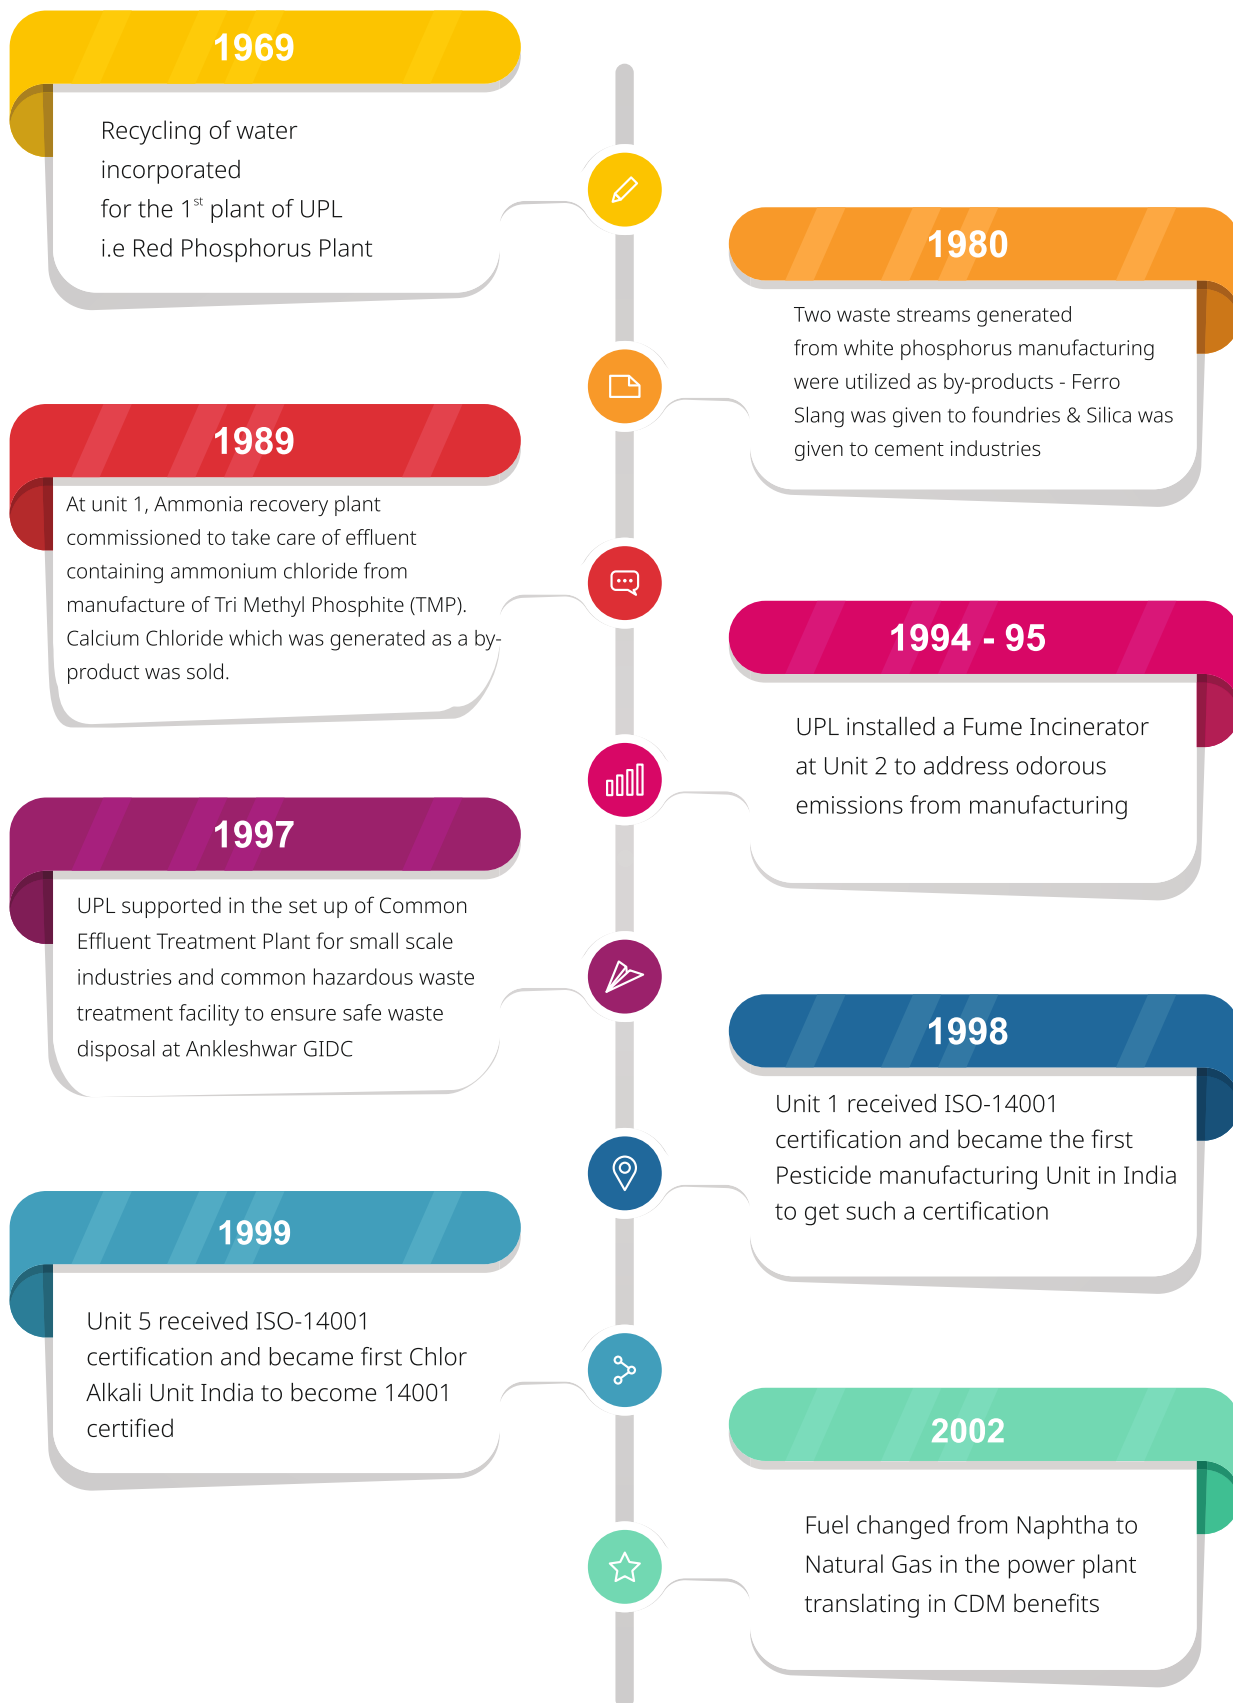 1969
Recycling of water
incorporated
for the 1st plant of UPL
i.e Red Phosphorus Plant
1980
Two waste streams generated
from white phosphorus manufacturing
were utilized as by-products - Ferro
Slang was given to foundries & Silica was
given to cement industries
1989
At unit 1, Ammonia recovery plant
commissioned to take care of effluent
containing ammonium chloride from
manufacture of Tri Methyl Phosphite (TMP).
Calcium Chloride which was generated as a by-
product was sold.
1994 - 95
UPL installed a Fume Incinerator
at Unit 2 to address odorous
emissions from manufacturing
1997
UPL supported in the set up of Common
Effluent Treatment Plant for small scale
industries and common hazardous waste
treatment facility to ensure safe waste
disposal at Ankleshwar GIDC
1998
Unit 1 received ISO-14001
certification and became the first
Pesticide manufacturing Unit in India
to get such a certification
1999
Unit 5 received ISO-14001
certification and became first Chlor
Alkali Unit India to become 14001
certified
2002
Fuel changed from Naphtha to
Natural Gas in the power plant
translating in CDM benefits